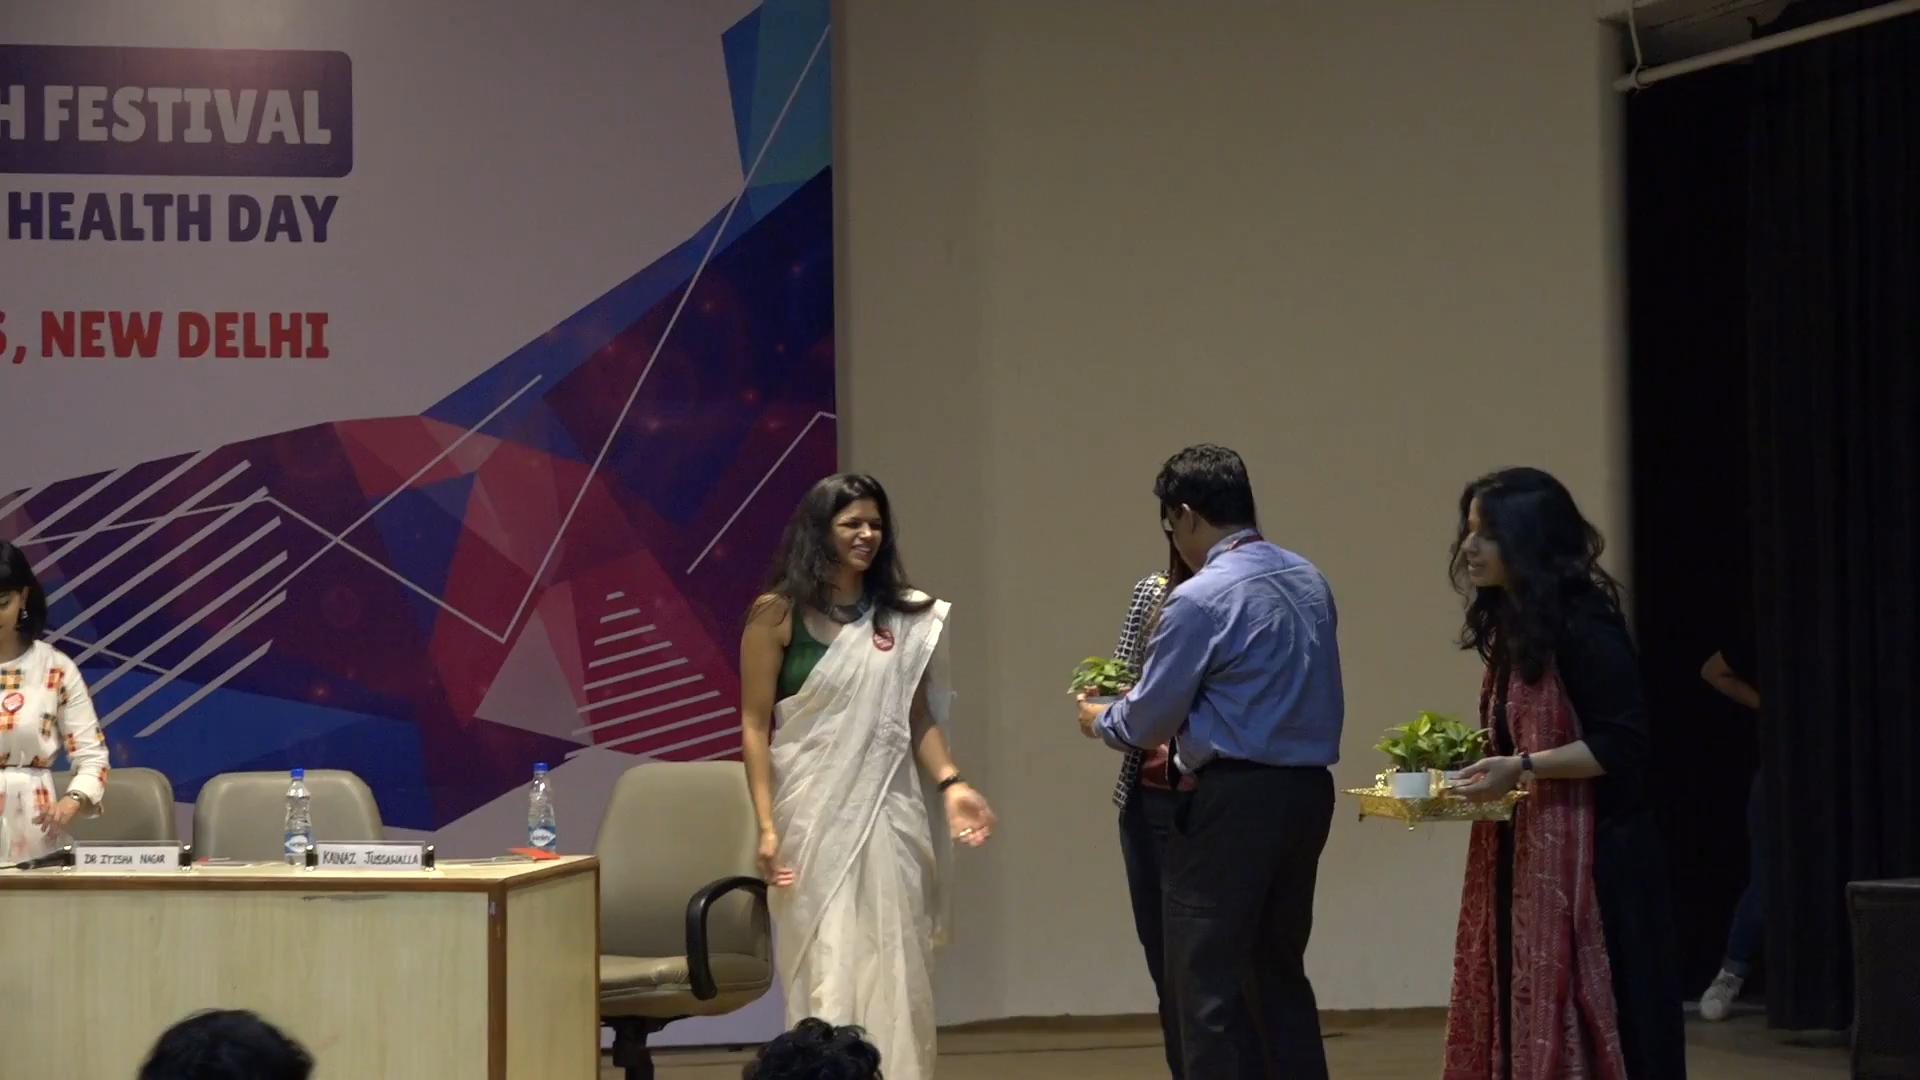 H FESTIVAL
HEALTH DAY
S, NEW DELHI
DR ITISHA NAGAR
KAINAZ JUSSAWALLA